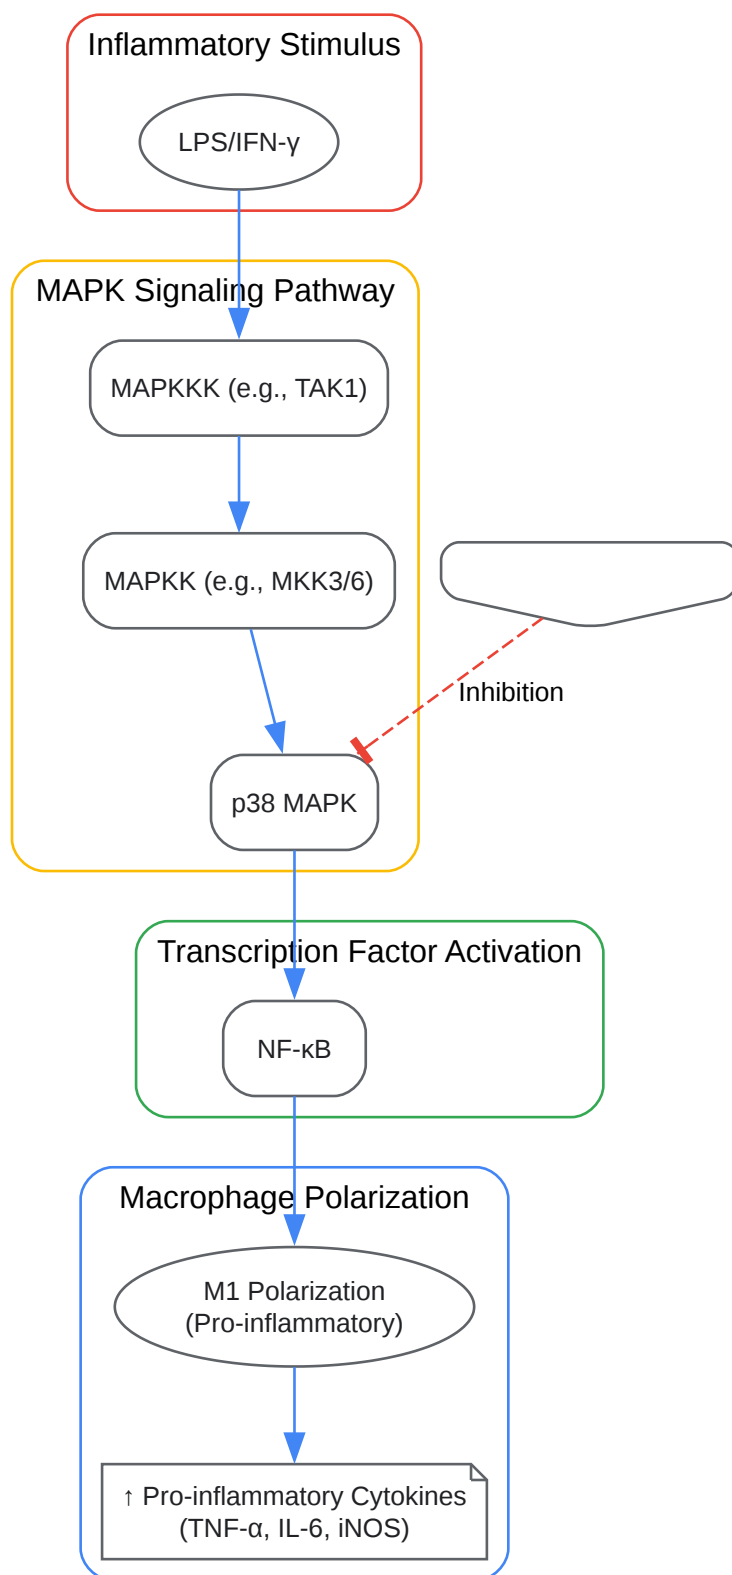 Inflammatory Stimulus
LPS/IFN-γ
MAPK Signaling Pathway
MAPKKK (e.g., TAK1)
MAPKK (e.g., MKK3/6)
Inhibition
p38 MAPK
Transcription Factor Activation
NF-κB
Macrophage Polarization
M1 Polarization
(Pro-inflammatory)
↑ Pro-inflammatory Cytokines
(TNF-α, IL-6, iNOS)